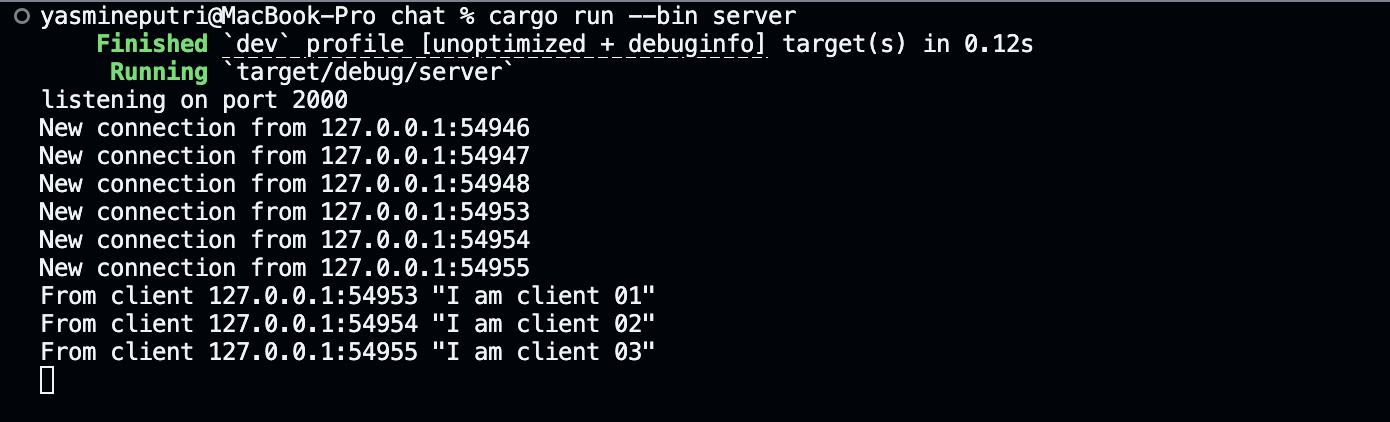 yasmineputri@MacBook-Pro chat % cargo run --bin server
Finished `dev` profile [unoptimized + debuginfo] target(s) in 0.12s
Running `target/debug/server`
listening on port 2000
New connection from 127.0.0.1:54946
New connection from 127.0.0.1:54947
New connection from 127.0.0.1:54948
New connection from 127.0.0.1:54953
New connection from 127.0.0.1:54954
New connection from 127.0.0.1:54955
From client 127.0.0.1:54953 "I am client 01"
From client 127.0.0.1:54954 "I am client 02"
From client 127.0.0.1:54955 "I am client 03"